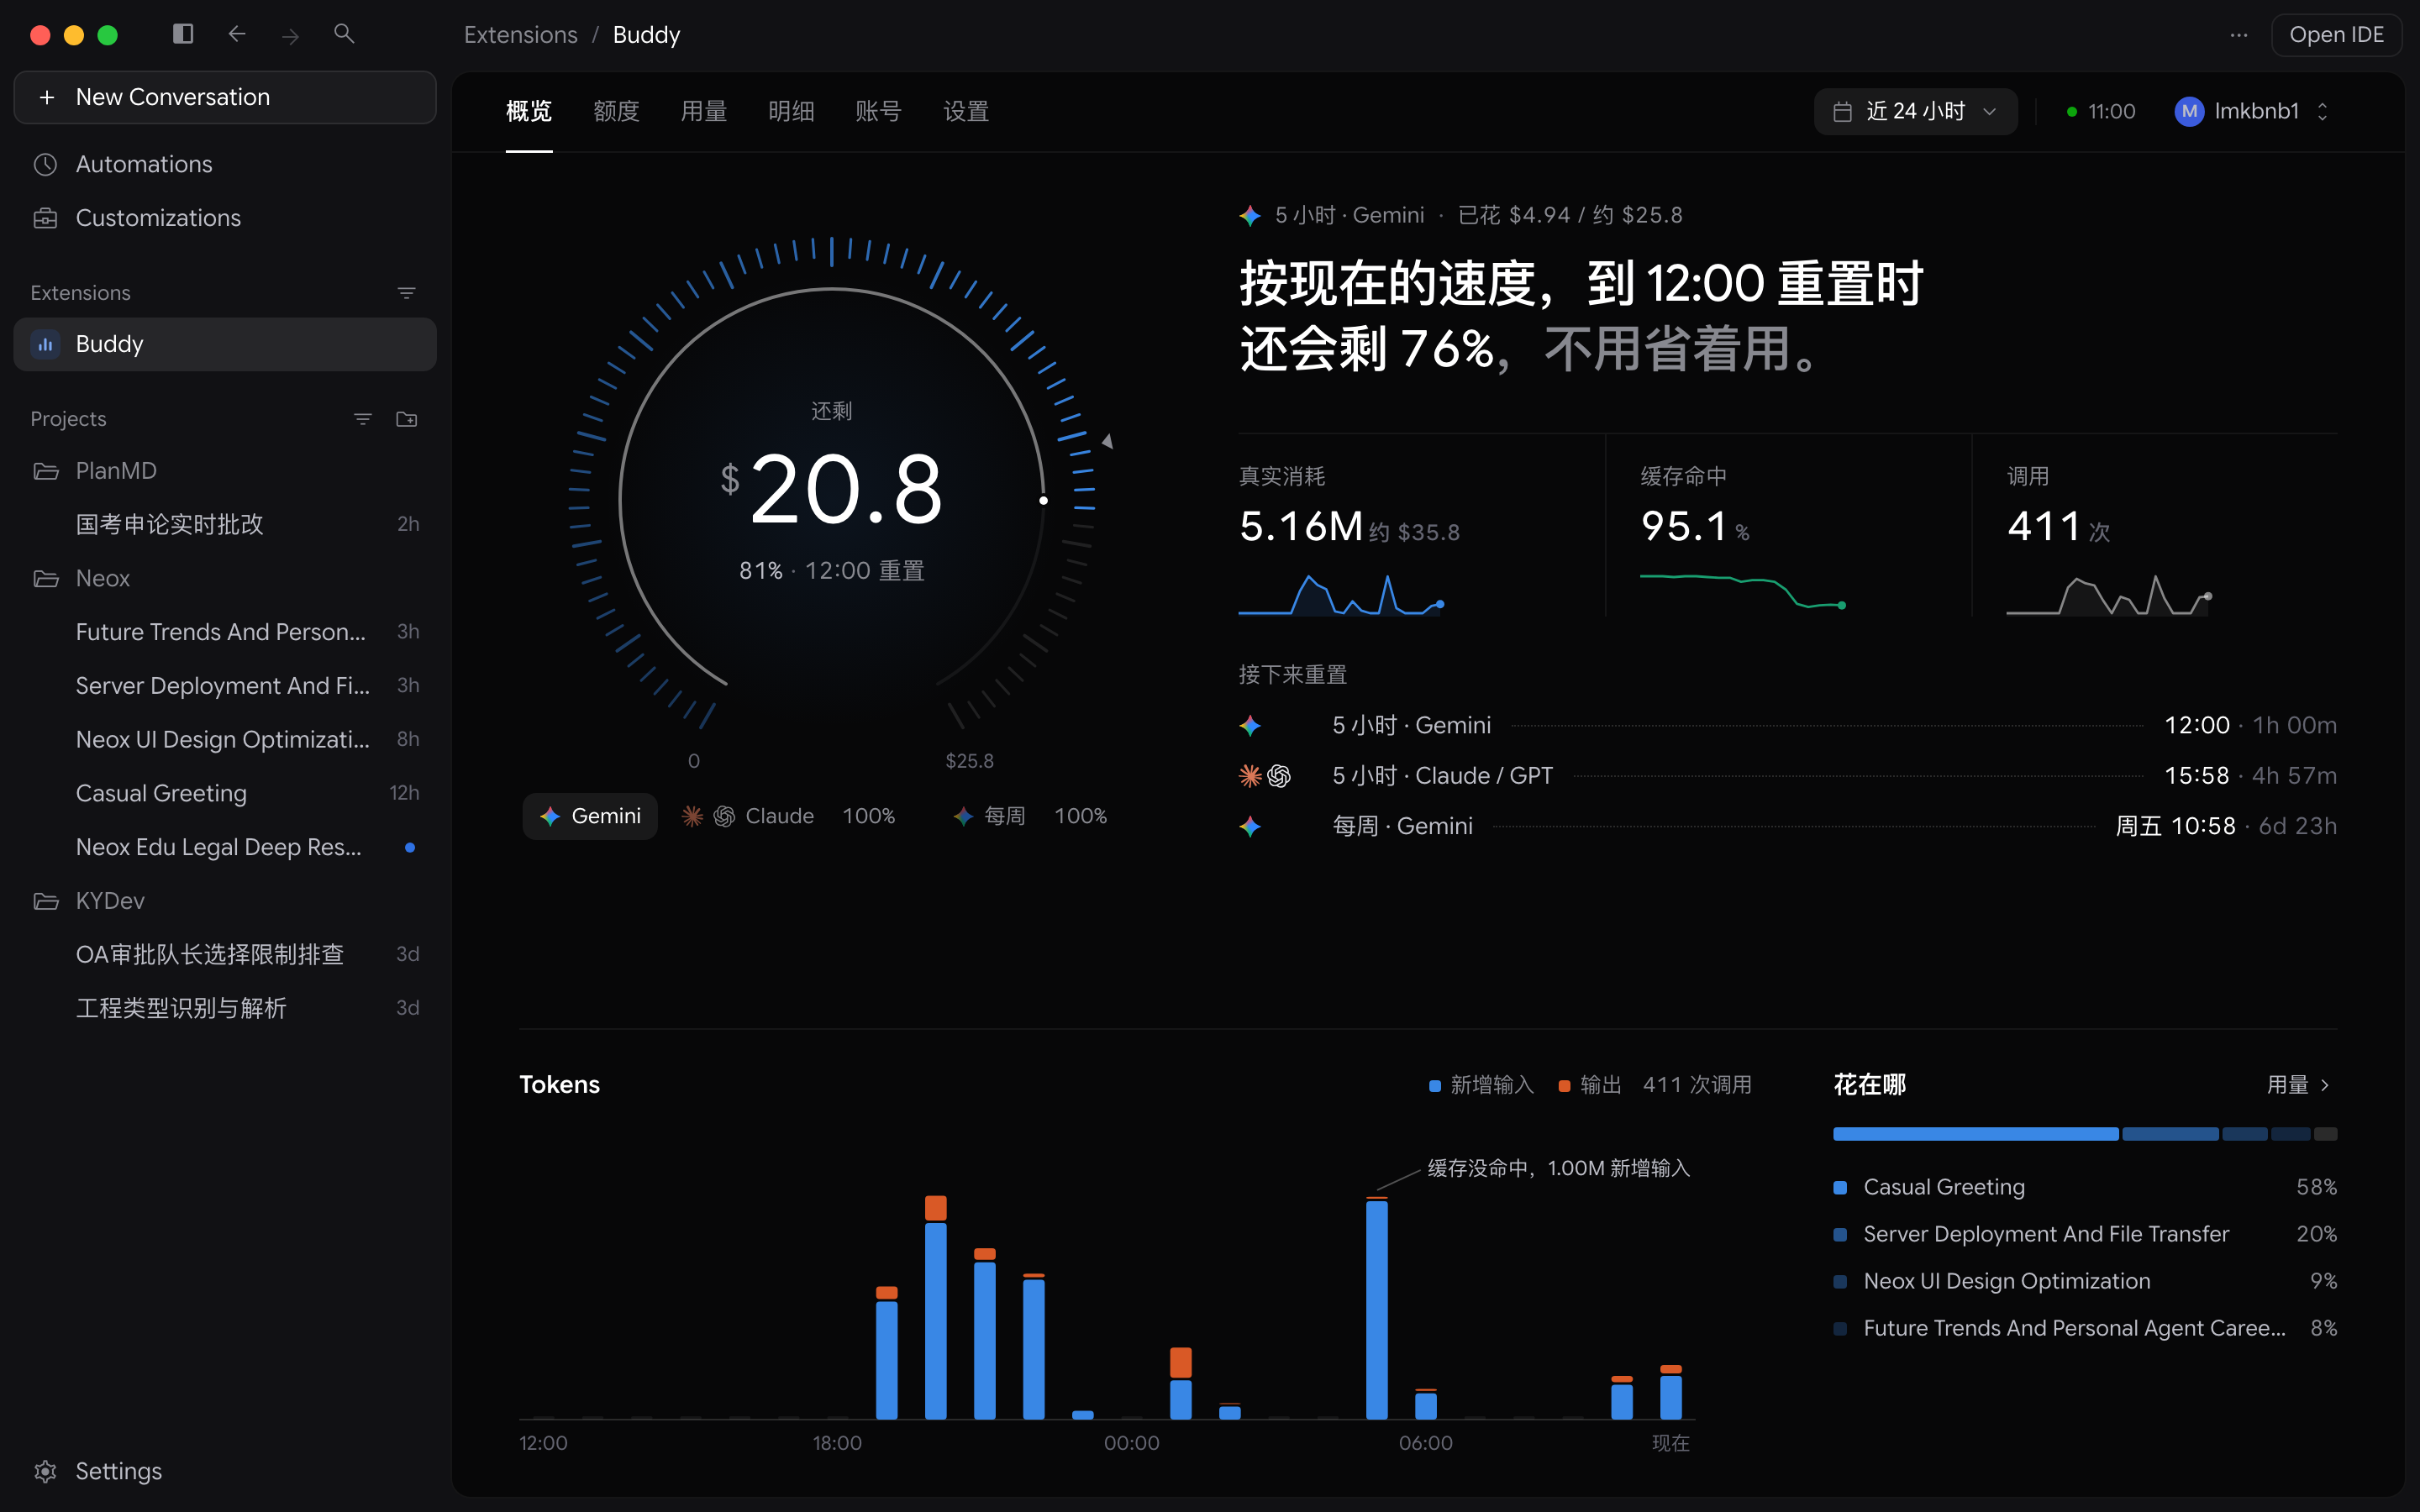 Extensions / Buddy
Open IDE
New Conversation
Automations
Customizations
Extensions
Buddy
Projects
PlanMD
国考申论实时批改 2h
Neox
Future Trends And Person... 3h
Server Deployment And Fi... 3h
Neox UI Design Optimizati... 8h
Casual Greeting 12h
Neox Edu Legal Deep Res...
KYDev
OA审批队长选择限制排查 3d
工程类型识别与解析 3d
Settings
概览 额度 用量 明细 账号 设置
近 24 小时
11:00
M lmkbnb1
还剩
$20.8
81% · 12:00 重置
0
$25.8
Gemini
Claude 100%
每周 100%
5 小时 · Gemini · 已花 $4.94 / 约 $25.8
按现在的速度，到 12:00 重置时
还会剩 76%，不用省着用。
真实消耗
5.16M 约 $35.8
缓存命中
95.1 %
调用
411 次
接下来重置
5 小时 · Gemini 12:00 · 1h 00m
5 小时 · Claude / GPT 15:58 · 4h 57m
每周 · Gemini 周五 10:58 · 6d 23h
Tokens
新增输入 输出 411 次调用
缓存没命中，1.00M 新增输入
12:00 18:00 00:00 06:00 现在
花在哪
用量
Casual Greeting 58%
Server Deployment And File Transfer 20%
Neox UI Design Optimization 9%
Future Trends And Personal Agent Caree... 8%